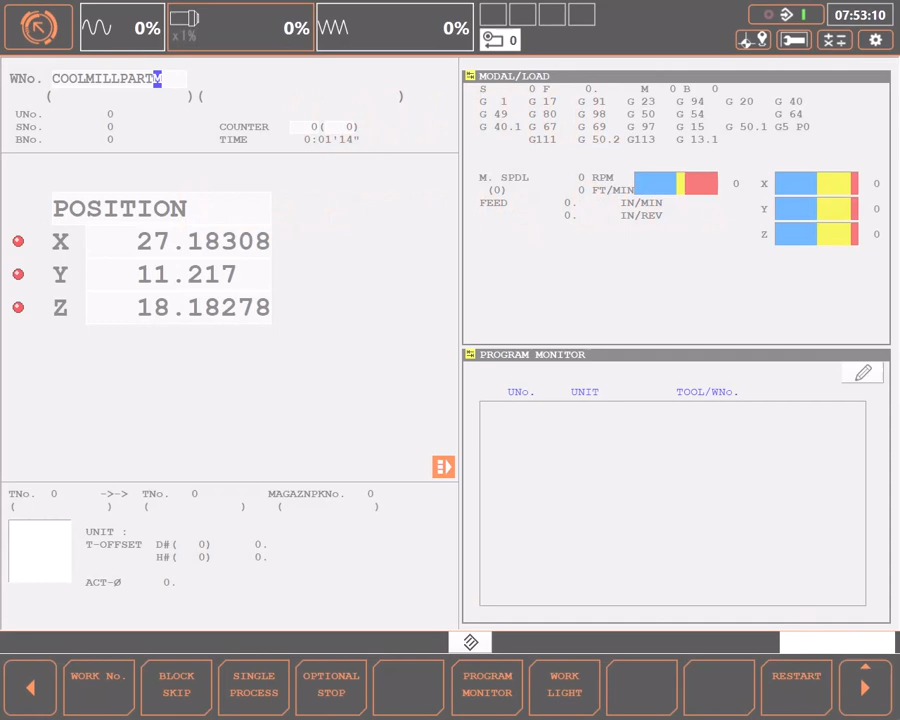 0% x1% 0% 0% 0 07:53:10
WNo. COOLMILLPARTM
( )( )
UNo. 0
SNo. 0 COUNTER 0( 0)
BNo. 0 TIME 0:01'14"
POSITION
X 27.18308
Y 11.217
Z 18.18278
TNo. 0 ->-> TNo. 0 MAGAZNPKNo. 0
( ) ( ) ( )
UNIT :
T-OFFSET D#( 0) 0.
H#( 0) 0.
ACT-Ø 0.
MODAL/LOAD
S 0 F 0. M 0 B 0
G 1 G 17 G 91 G 23 G 94 G 20 G 40
G 49 G 80 G 98 G 50 G 54 G 64
G 40.1 G 67 G 69 G 97 G 15 G 50.1 G5 P0
G111 G 50.2 G113 G 13.1
M. SPDL 0 RPM 0 X 0
(0) 0 FT/MIN
FEED 0. IN/MIN Y 0
0. IN/REV
Z 0
PROGRAM MONITOR
UNo. UNIT TOOL/WNo.
WORK No.
BLOCK
SKIP
SINGLE
PROCESS
OPTIONAL
STOP
PROGRAM
MONITOR
WORK
LIGHT
RESTART